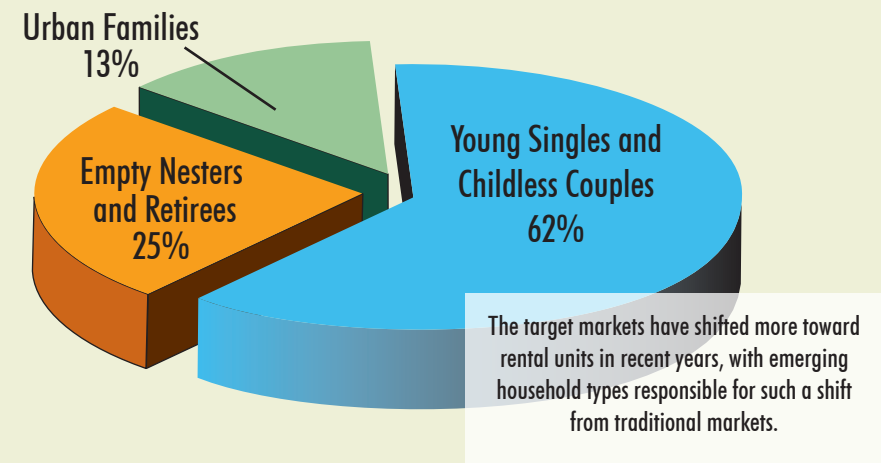 Urban Families
13%
Young Singles and
Childless Couples
62%
Empty Nesters
and Retirees
25%
The target markets have shifted more toward
rental units in recent years, with emerging
household types responsible for such a shift
from traditional markets.